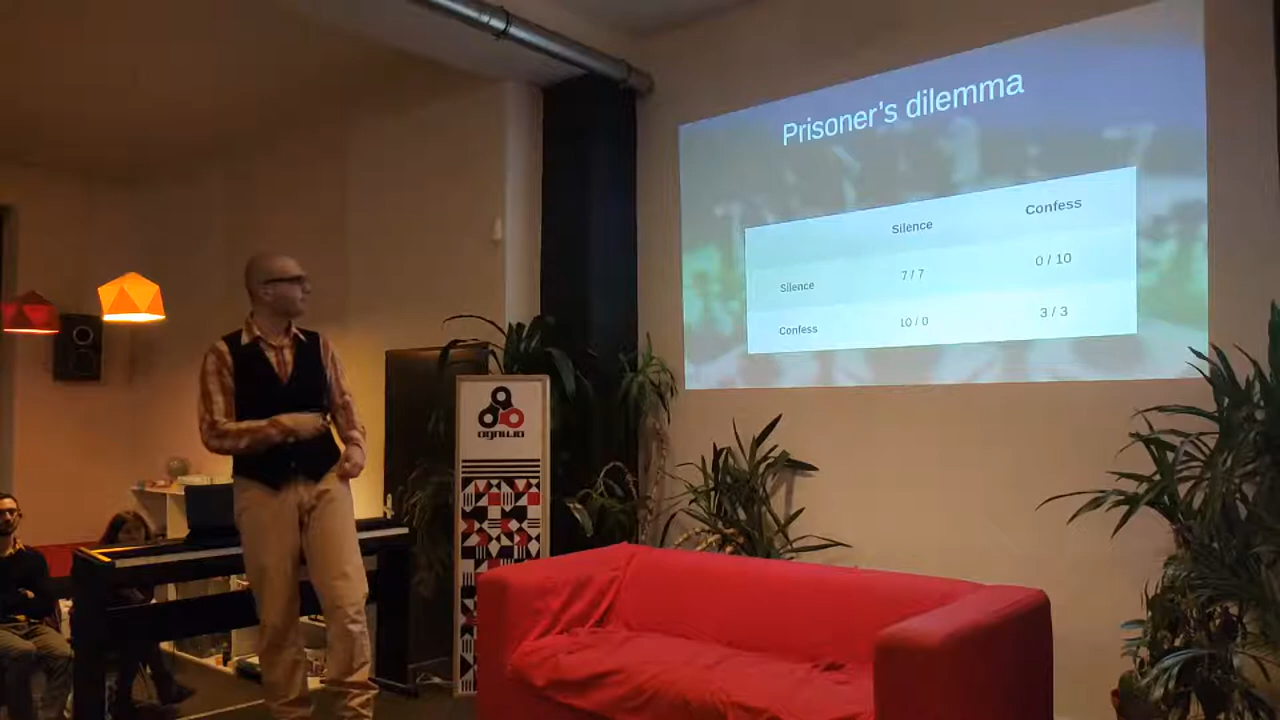 Prisoner's dilemma
Silence Confess
Silence 7 / 7 0 / 10
Confess 10 / 0 3 / 3